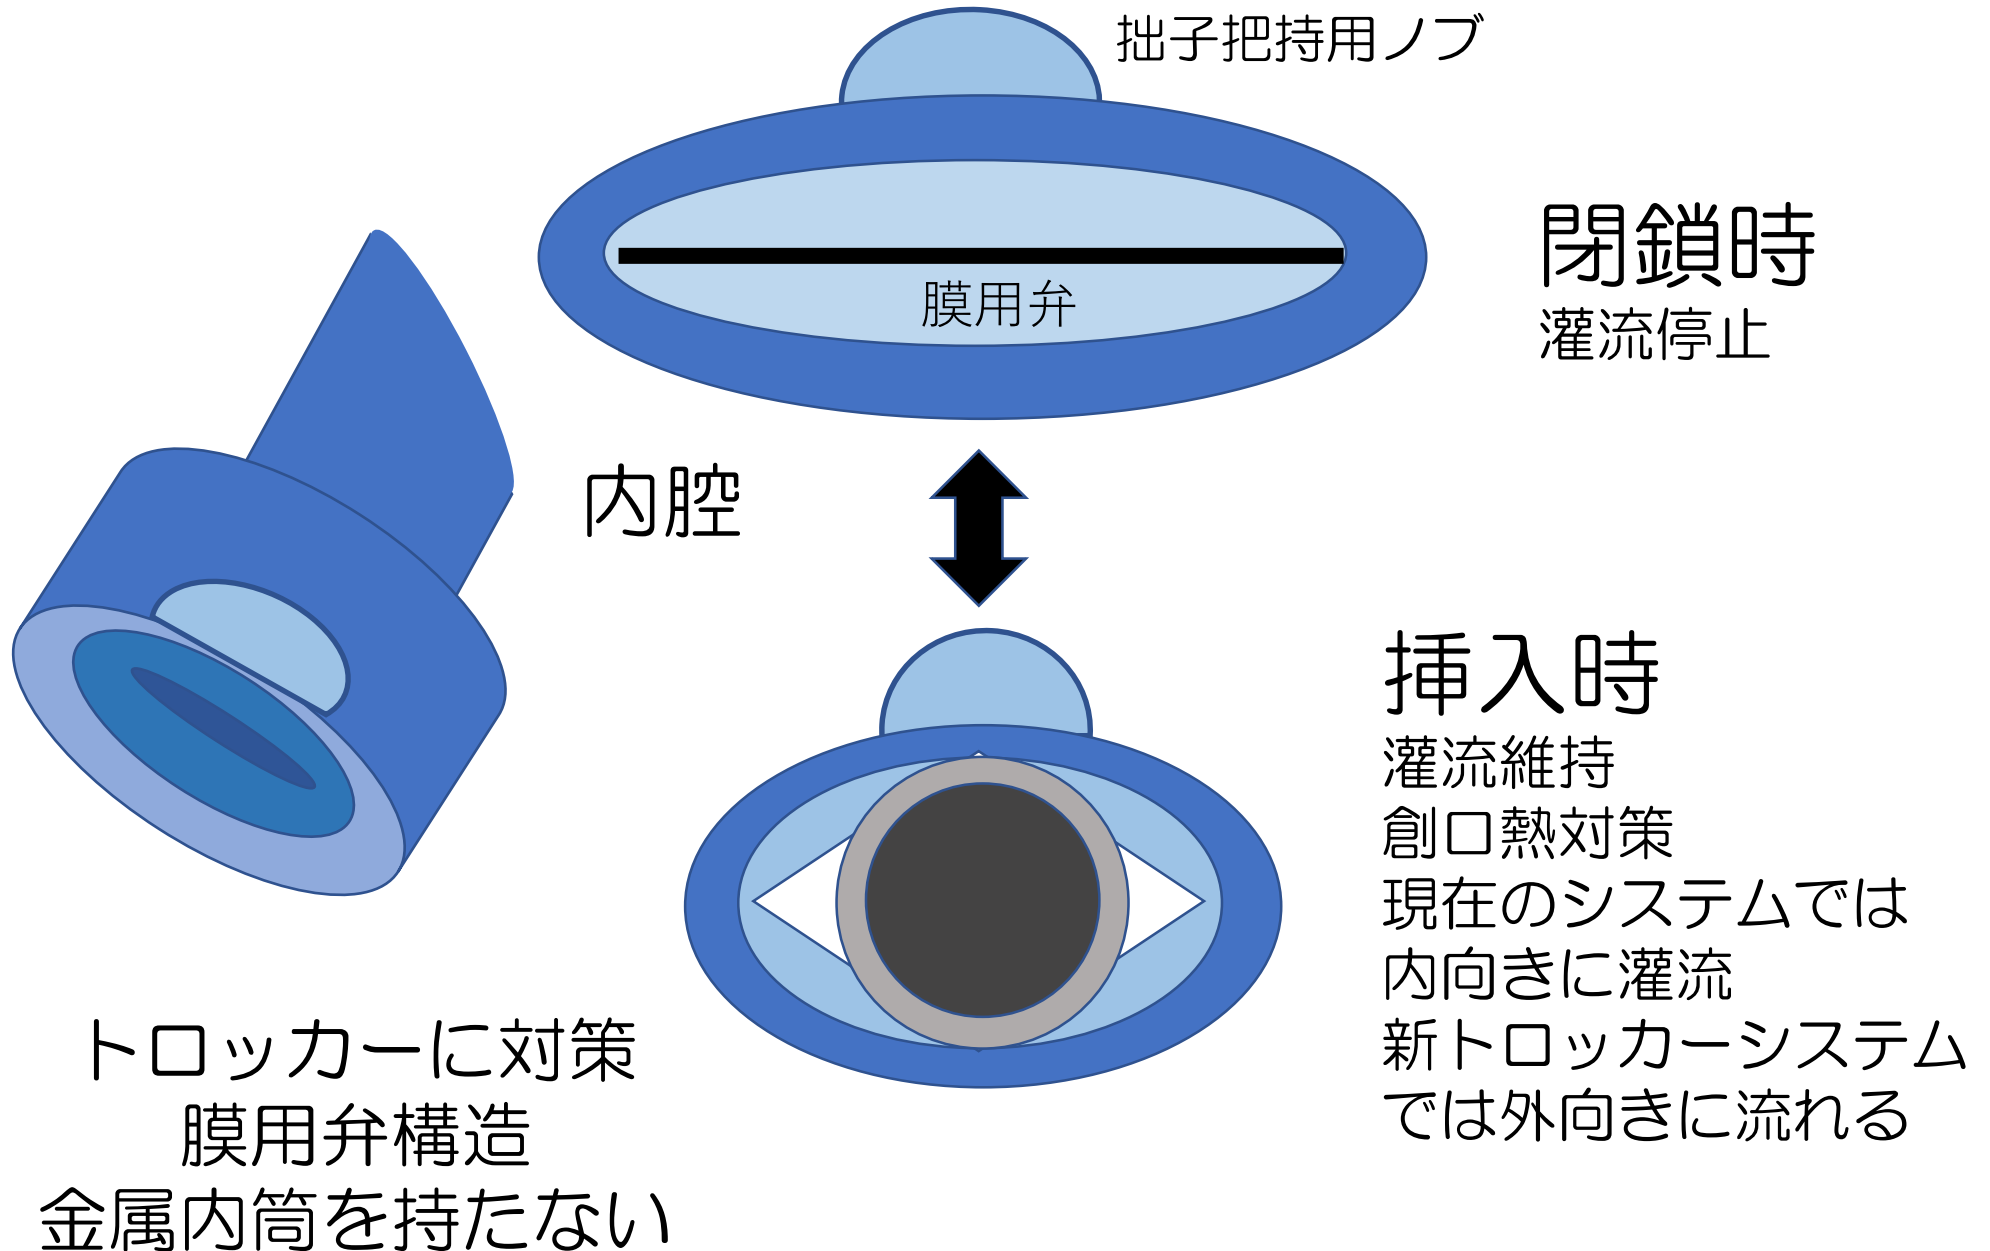 拙子把持用ノブ
膜用弁
閉鎖時
灌流停止
内腔
挿入時
灌流維持
創口熱対策
現在のシステムでは
内向きに灌流
新トロッカーシステム
では外向きに流れる
トロッカーに対策
膜用弁構造
金属内筒を持たない